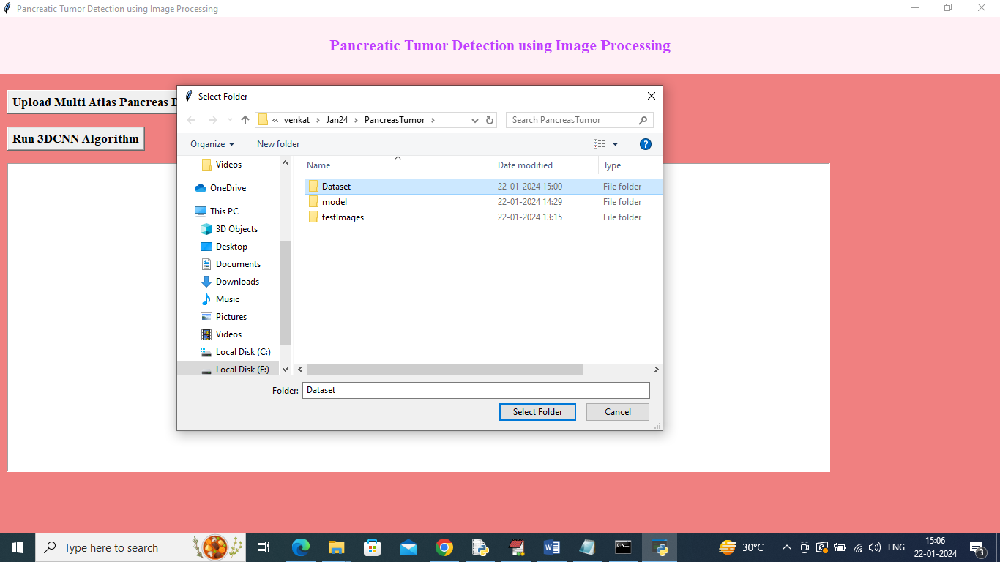 Pancreatic Tumor Detection using Image Processing
Pancreatic Tumor Detection using Image Processing
Upload Multi Atlas Pancreas D
Run 3DCNN Algorithm
Select Folder
« venkat › Jan24 › PancreasTumor ›
Search PancreasTumor
Organize
New folder
Videos
OneDrive
This PC
3D Objects
Desktop
Documents
Downloads
Music
Pictures
Videos
Local Disk (C:)
Local Disk (E:)
Name Date modified Type
Dataset 22-01-2024 15:00 File folder
model 22-01-2024 14:29 File folder
testImages 22-01-2024 13:15 File folder
Folder: Dataset
Select Folder Cancel
Type here to search
30°C
ENG
15:06
22-01-2024
3